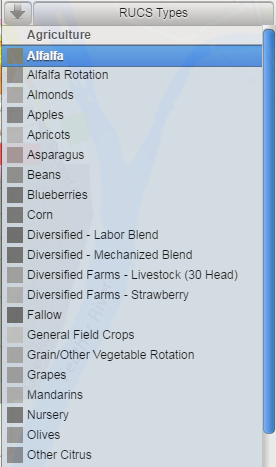 RUCS Types
Agriculture
Alfalfa
Alfalfa Rotation
Almonds
Apples
Apricots
Asparagus
Beans
Blueberries
Corn
Diversified - Labor Blend
Diversified - Mechanized Blend
Diversified Farms - Livestock (30 Head)
Diversified Farms - Strawberry
Fallow
General Field Crops
Grain/Other Vegetable Rotation
Grapes
Mandarins
Nursery
Olives
Other Citrus